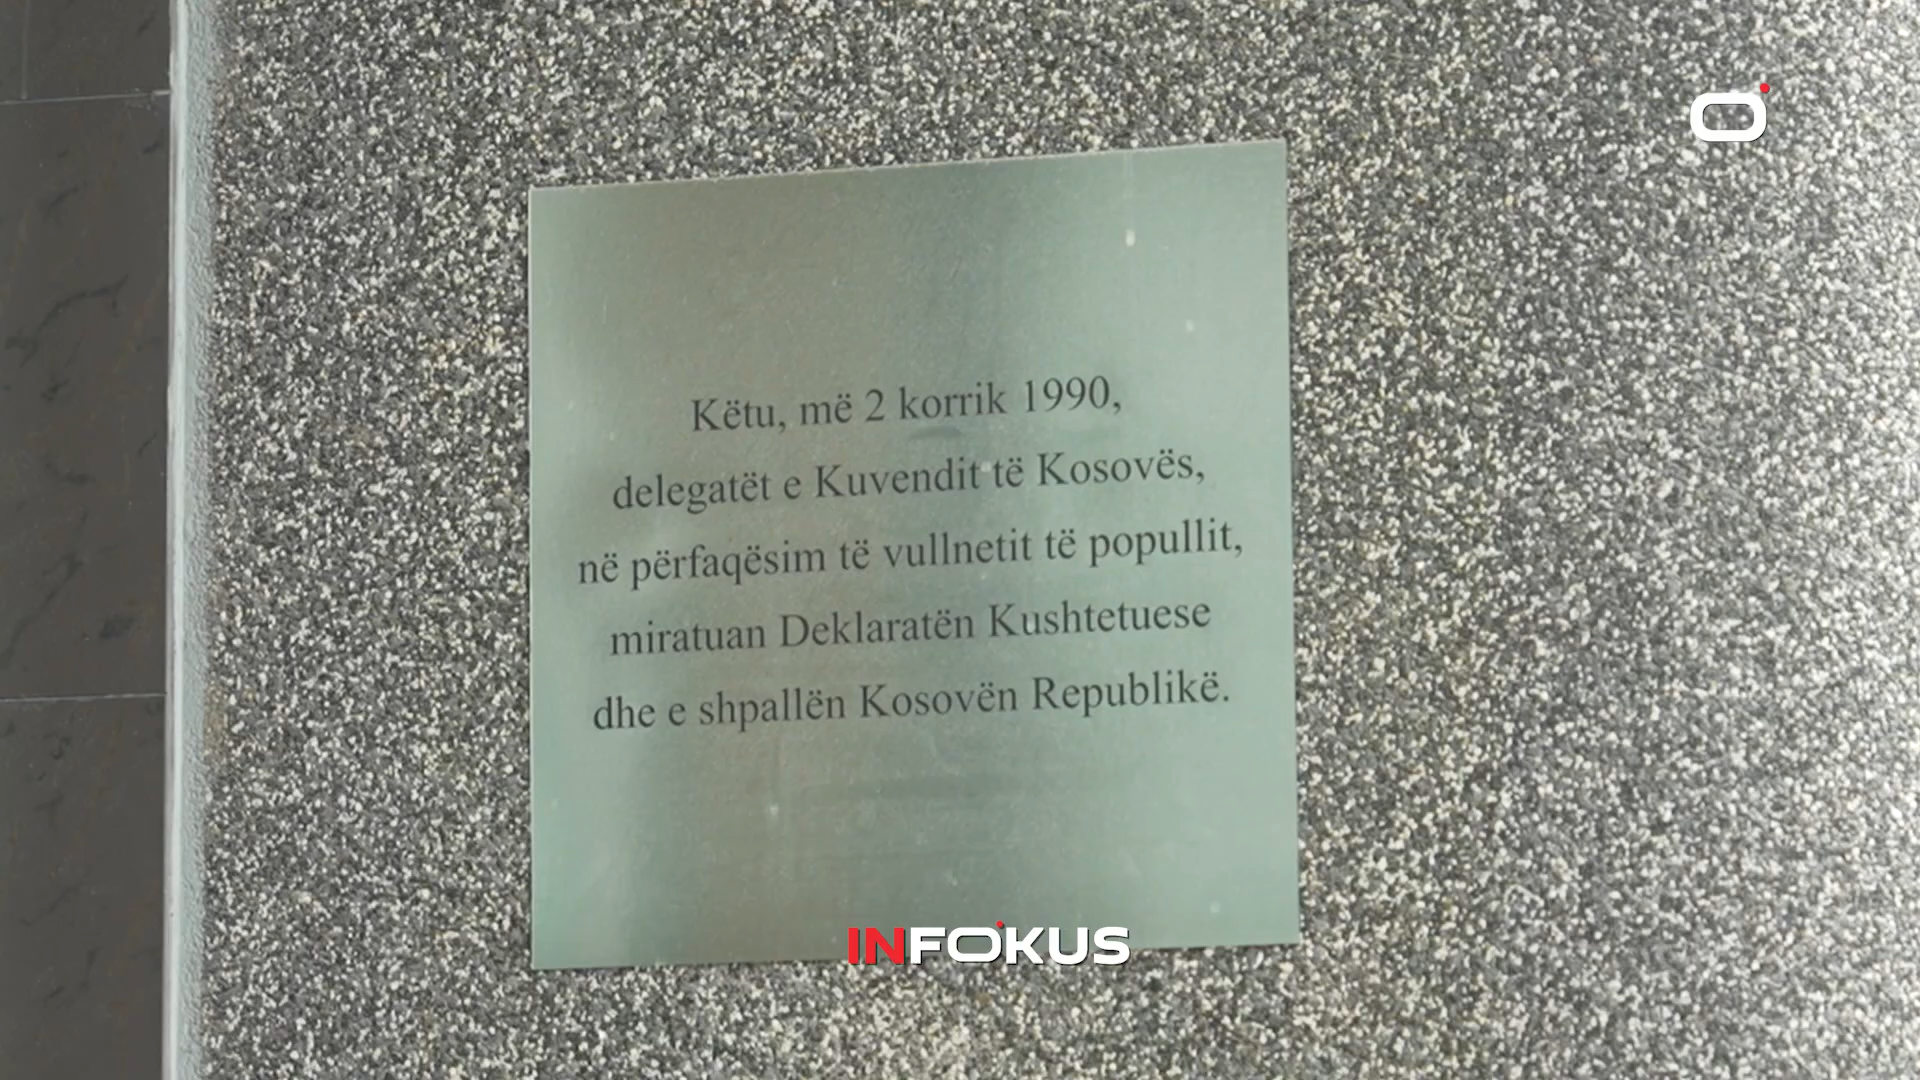 Këtu, më 2 korrik 1990,
delegatët e Kuvendit të Kosovës,
në përfaqësim të vullnetit të popullit,
miratuan Deklaratën Kushtetuese
dhe e shpallën Kosovën Republikë.
INFOKUS